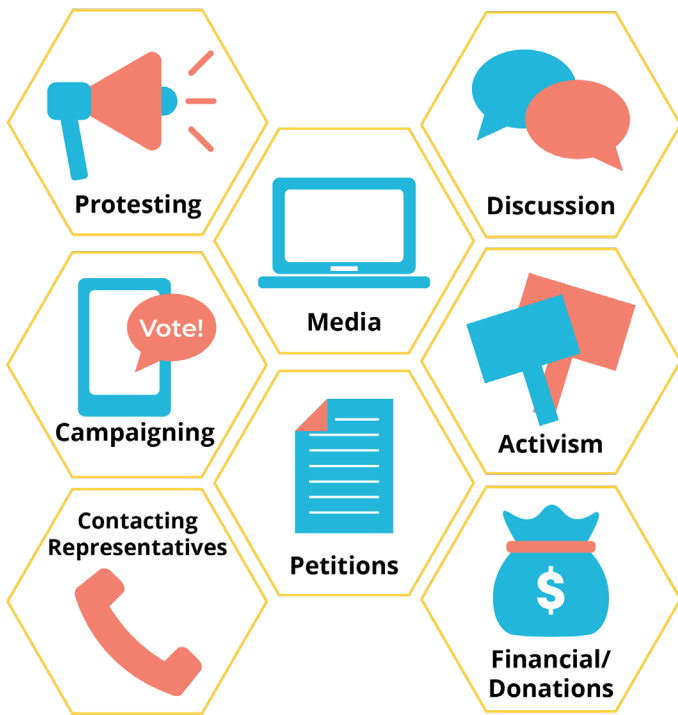 Protesting
Discussion
Media
Vote!
Campaigning
Activism
Contacting
Representatives
Petitions
$
Financial/
Donations